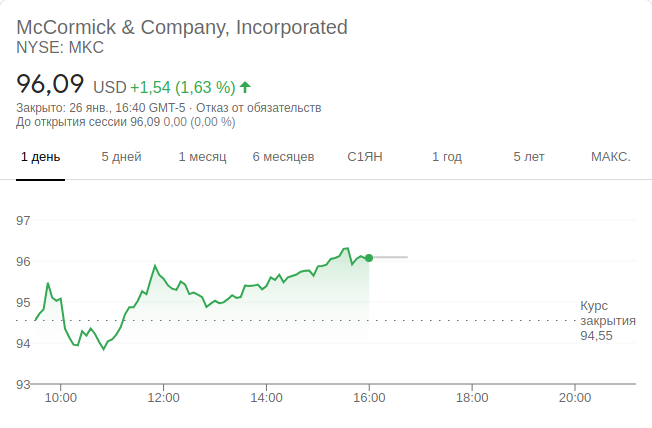 McCormick & Company, Incorporated
NYSE: MKC
96,09 USD +1,54 (1,63 %)
Закрыто: 26 янв., 16:40 GMT-5 · Отказ от обязательств
До открытия сессии 96,09 0,00 (0,00 %)
1 день 5 дней 1 месяц 6 месяцев С1ЯН 1 год 5 лет МАКС.
97
96
95
94
93
Курс
закрытия
94,55
10:00 12:00 14:00 16:00 18:00 20:00